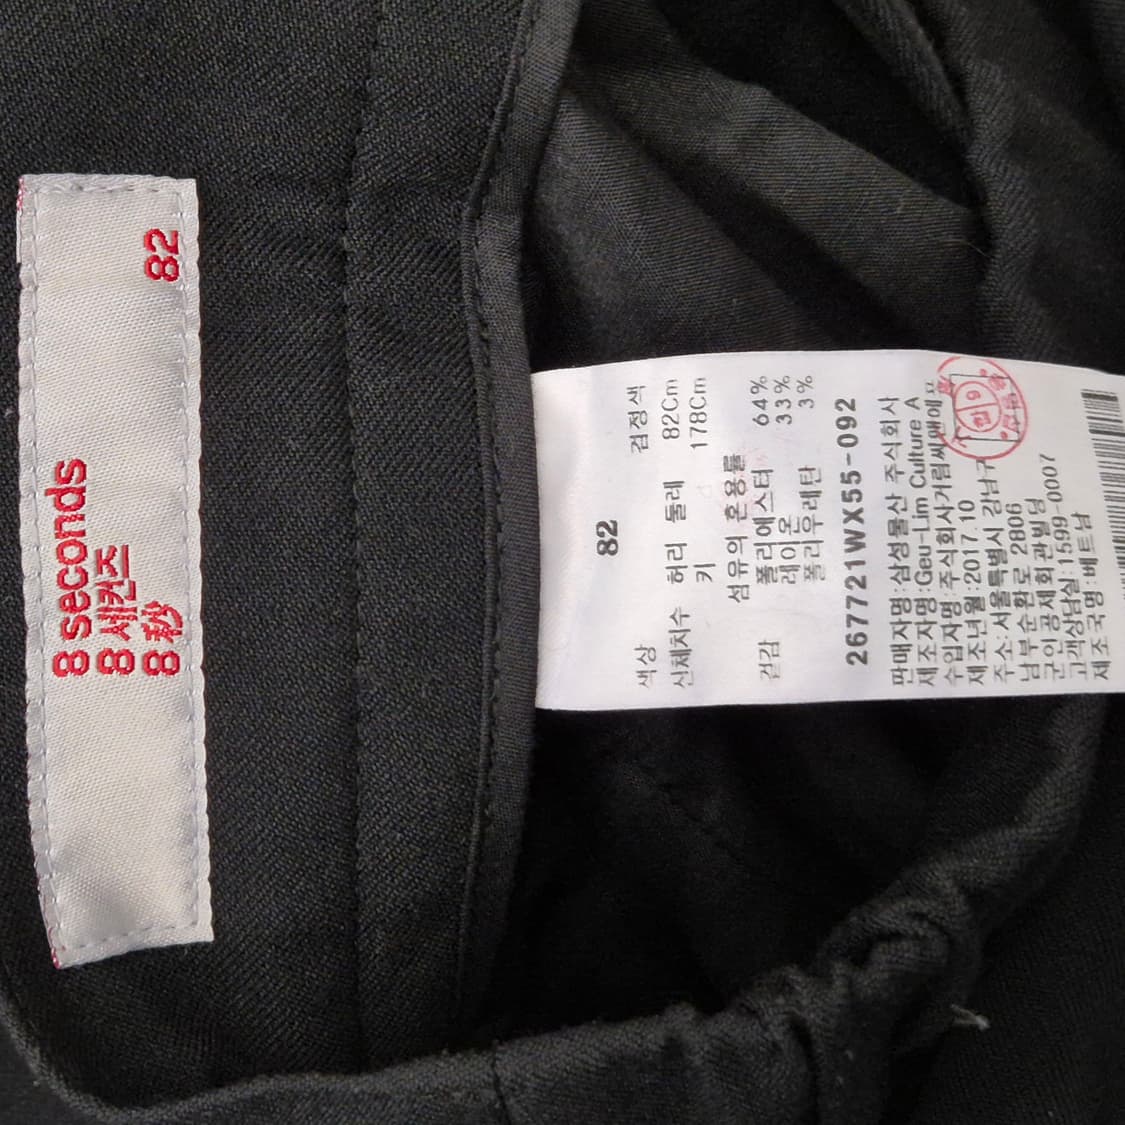 8 seconds
8 세컨즈
8 秒
82
82
색상 검정색
신체치수 허리 둘레 82Cm
키 178Cm
섬유의 혼용률
겉감 폴리에스터 64%
레이온 33%
폴리우레탄 3%
267721WX55-092
판매자명:삼성물산 주식회사
제조자명:Geu-Lim Culture A
수입자명:주식회사거림씨앤에프
제조년월:2017.10
주소:서울특별시 강남구
남부순환로 2806
군인공제회관빌딩
고객상담실:1599-0007
제조국명:베트남